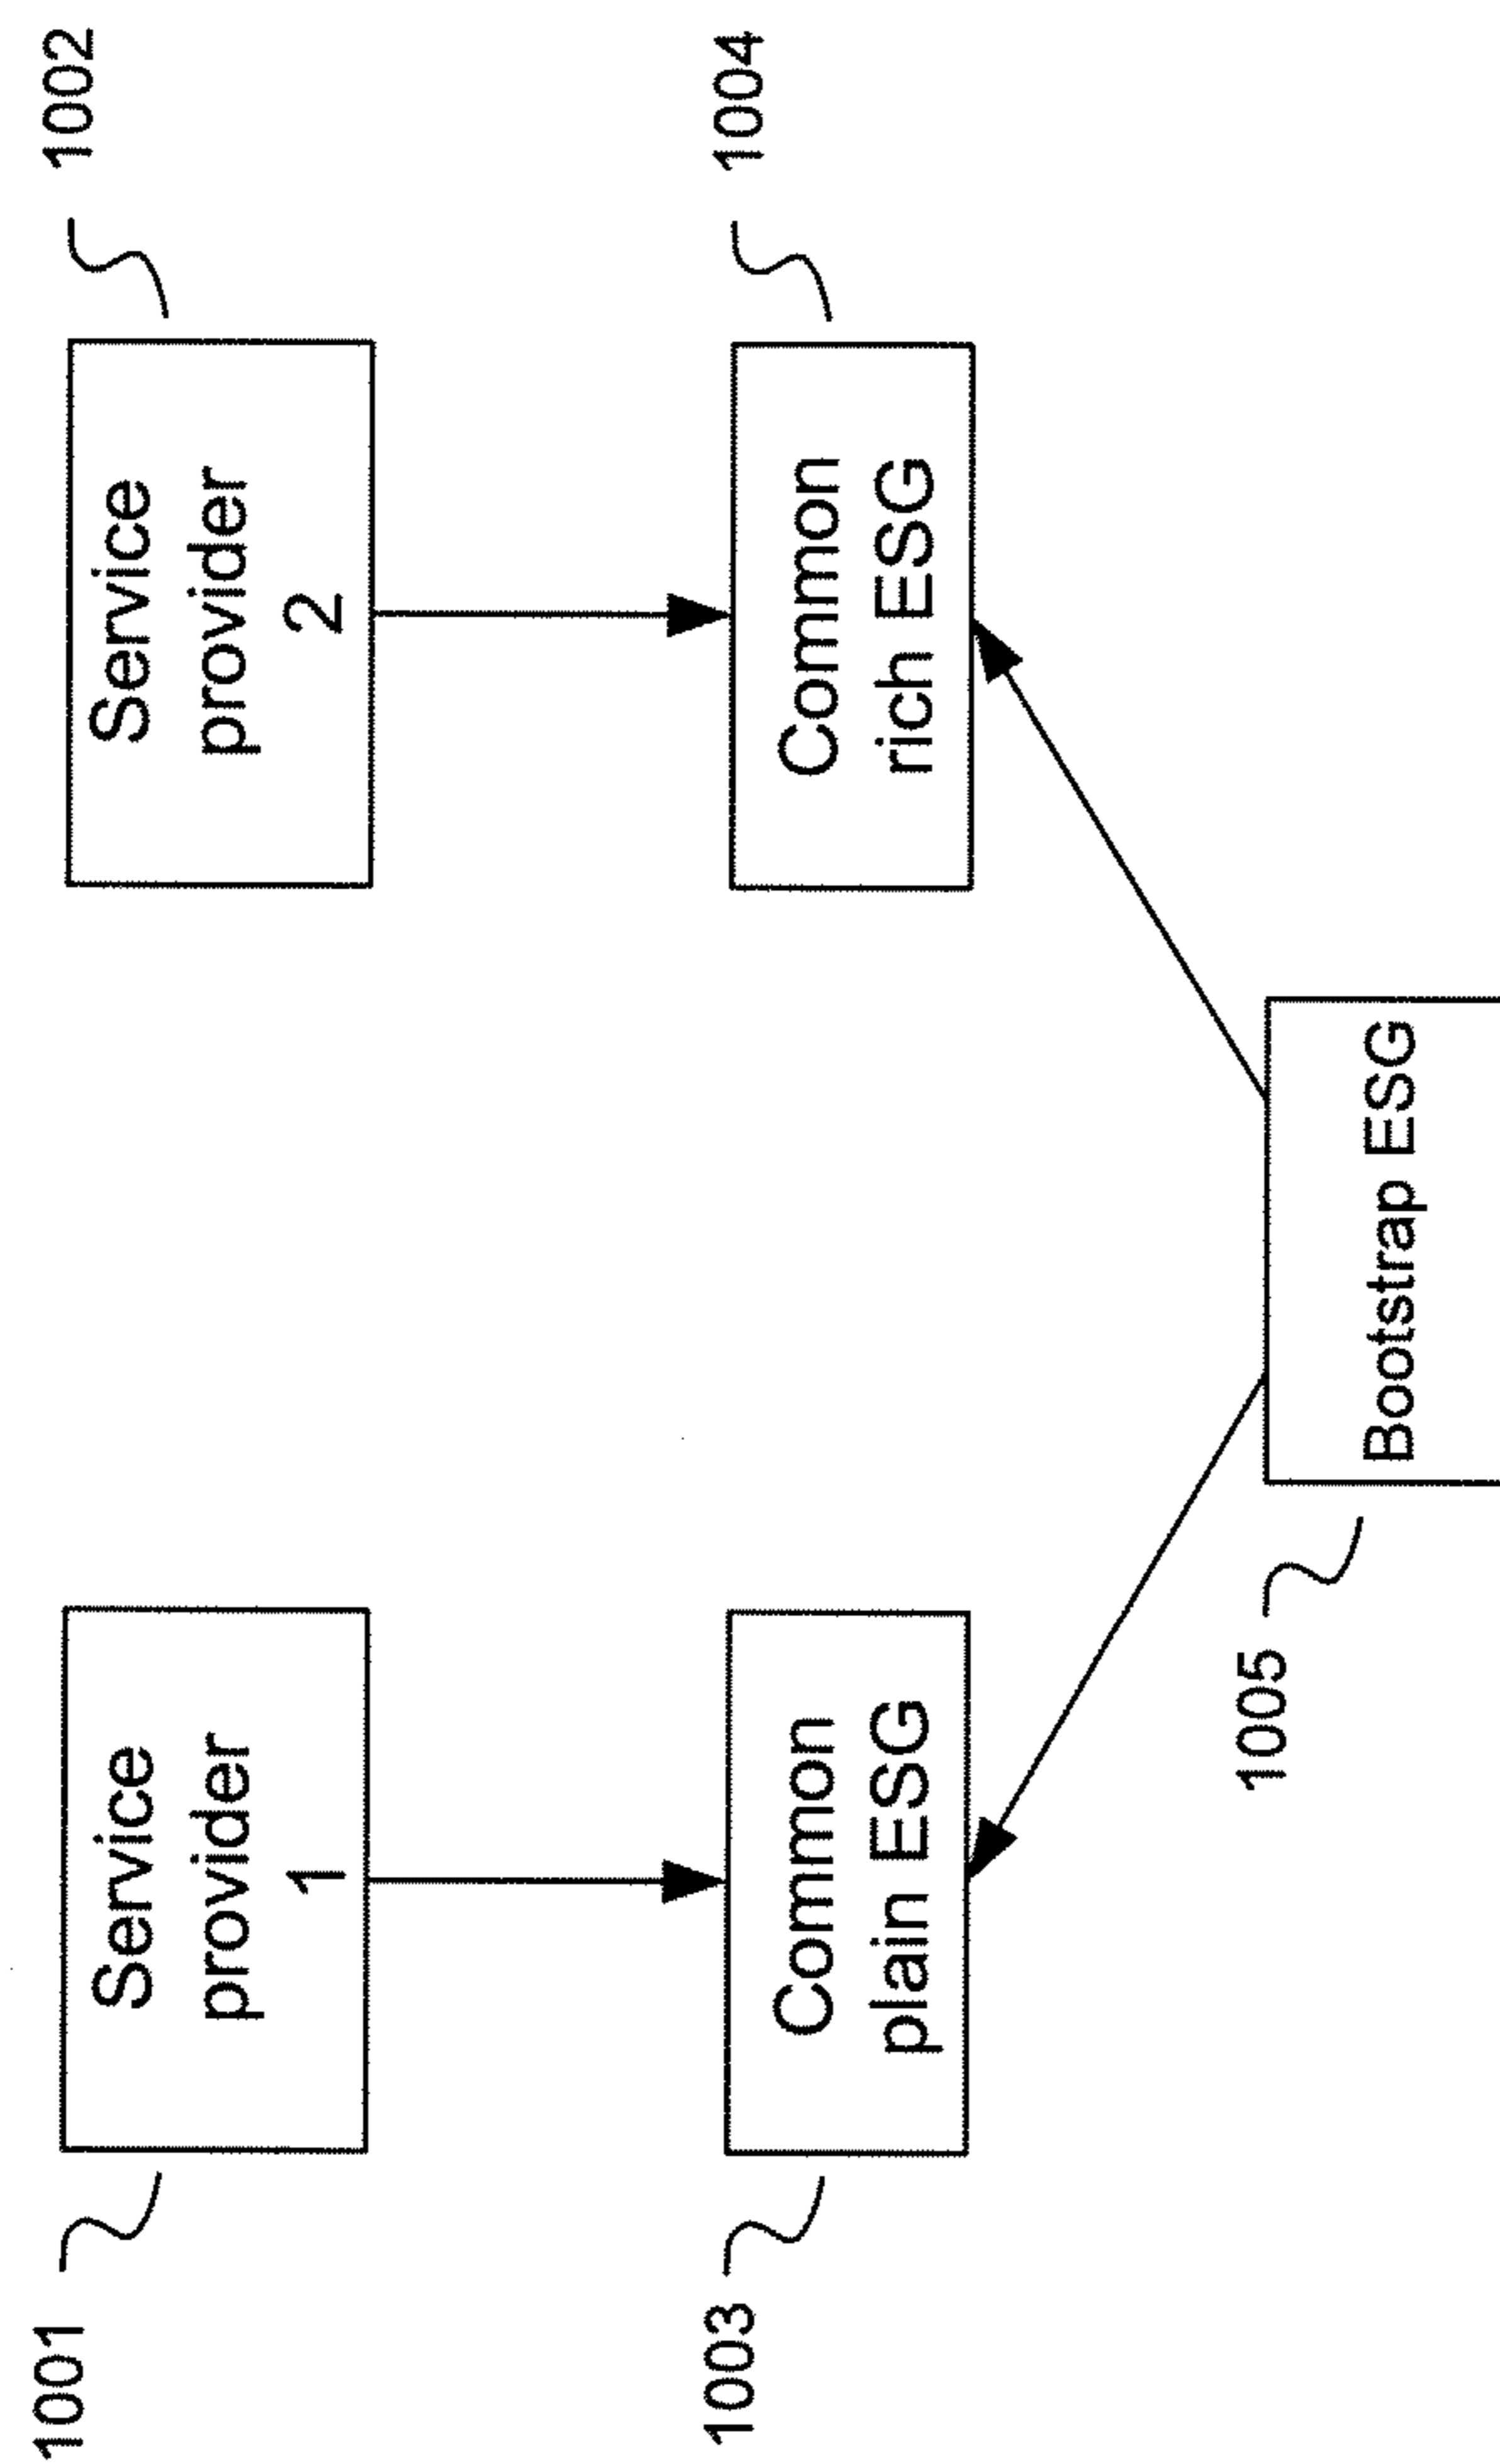 1001
Service
provider
1
Service
provider
2
1002
1003
Common
plain ESG
Common
rich ESG
1004
1005
Bootstrap ESG